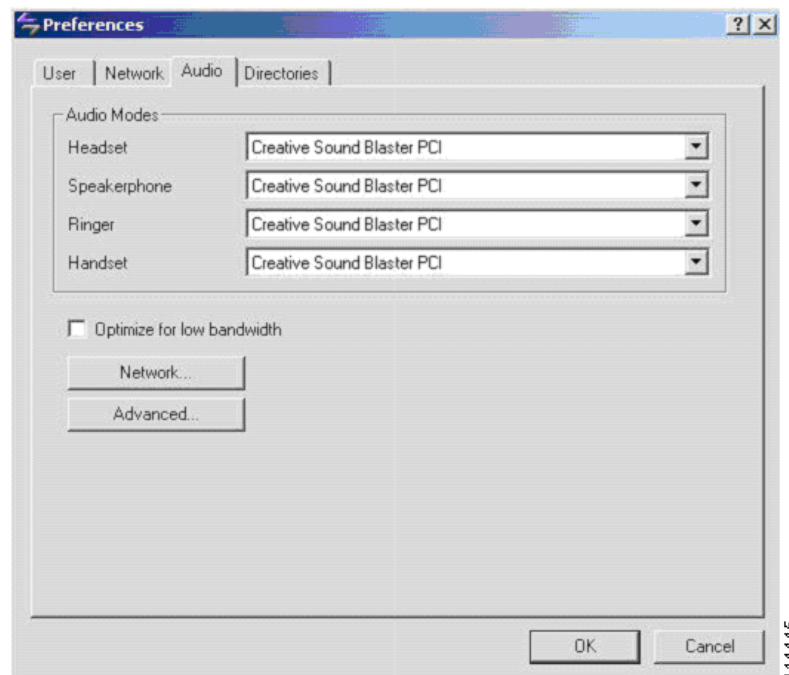 Preferences
User Network Audio Directories
Audio Modes
Headset Creative Sound Blaster PCI
Speakerphone Creative Sound Blaster PCI
Ringer Creative Sound Blaster PCI
Handset Creative Sound Blaster PCI
Optimize for low bandwidth
Network...
Advanced...
OK Cancel